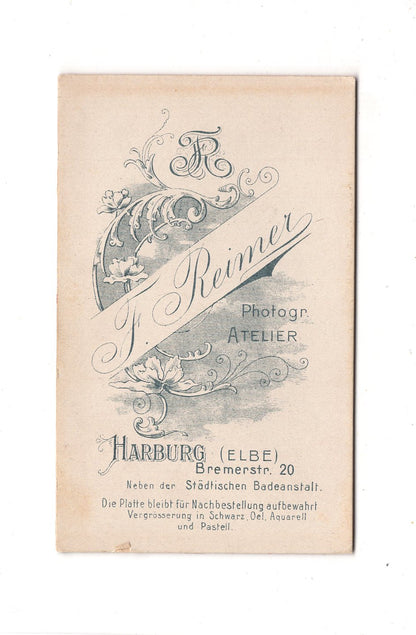 FR
F. Reimer
Photogr.
ATELIER
HARBURG (ELBE)
Bremerstr. 20
Neben der Städtischen Badeanstalt.
Die Platte bleibt für Nachbestellung aufbewahrt
Vergrösserung in Schwarz, Oel, Aquarell
und Pastell.